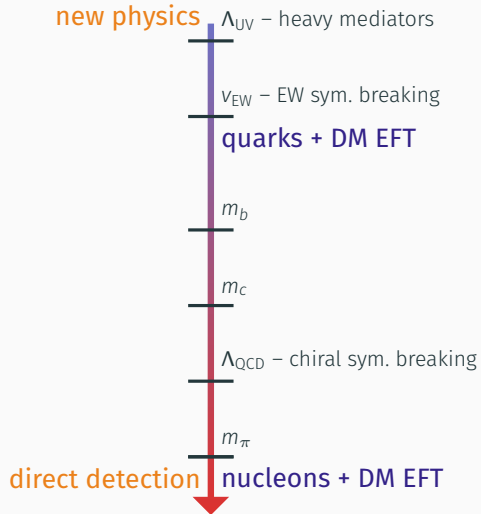 new physics
Λ_UV – heavy mediators
v_EW – EW sym. breaking
quarks + DM EFT
m_b
m_c
Λ_QCD – chiral sym. breaking
m_π
direct detection
nucleons + DM EFT